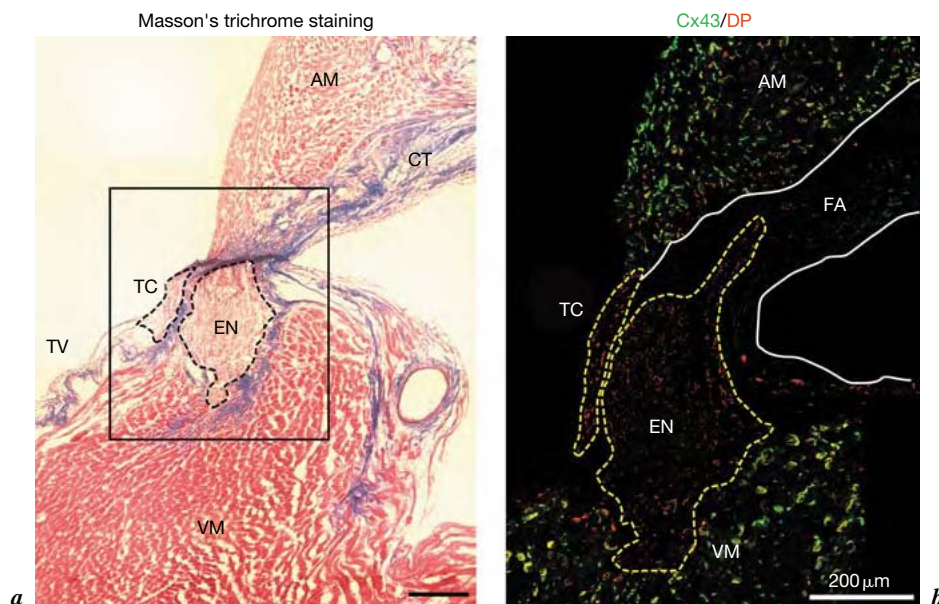 Masson's trichrome staining
Cx43/DP
AM
CT
TC
EN
TV
VM
a
AM
FA
TC
EN
VM
200 μm
b